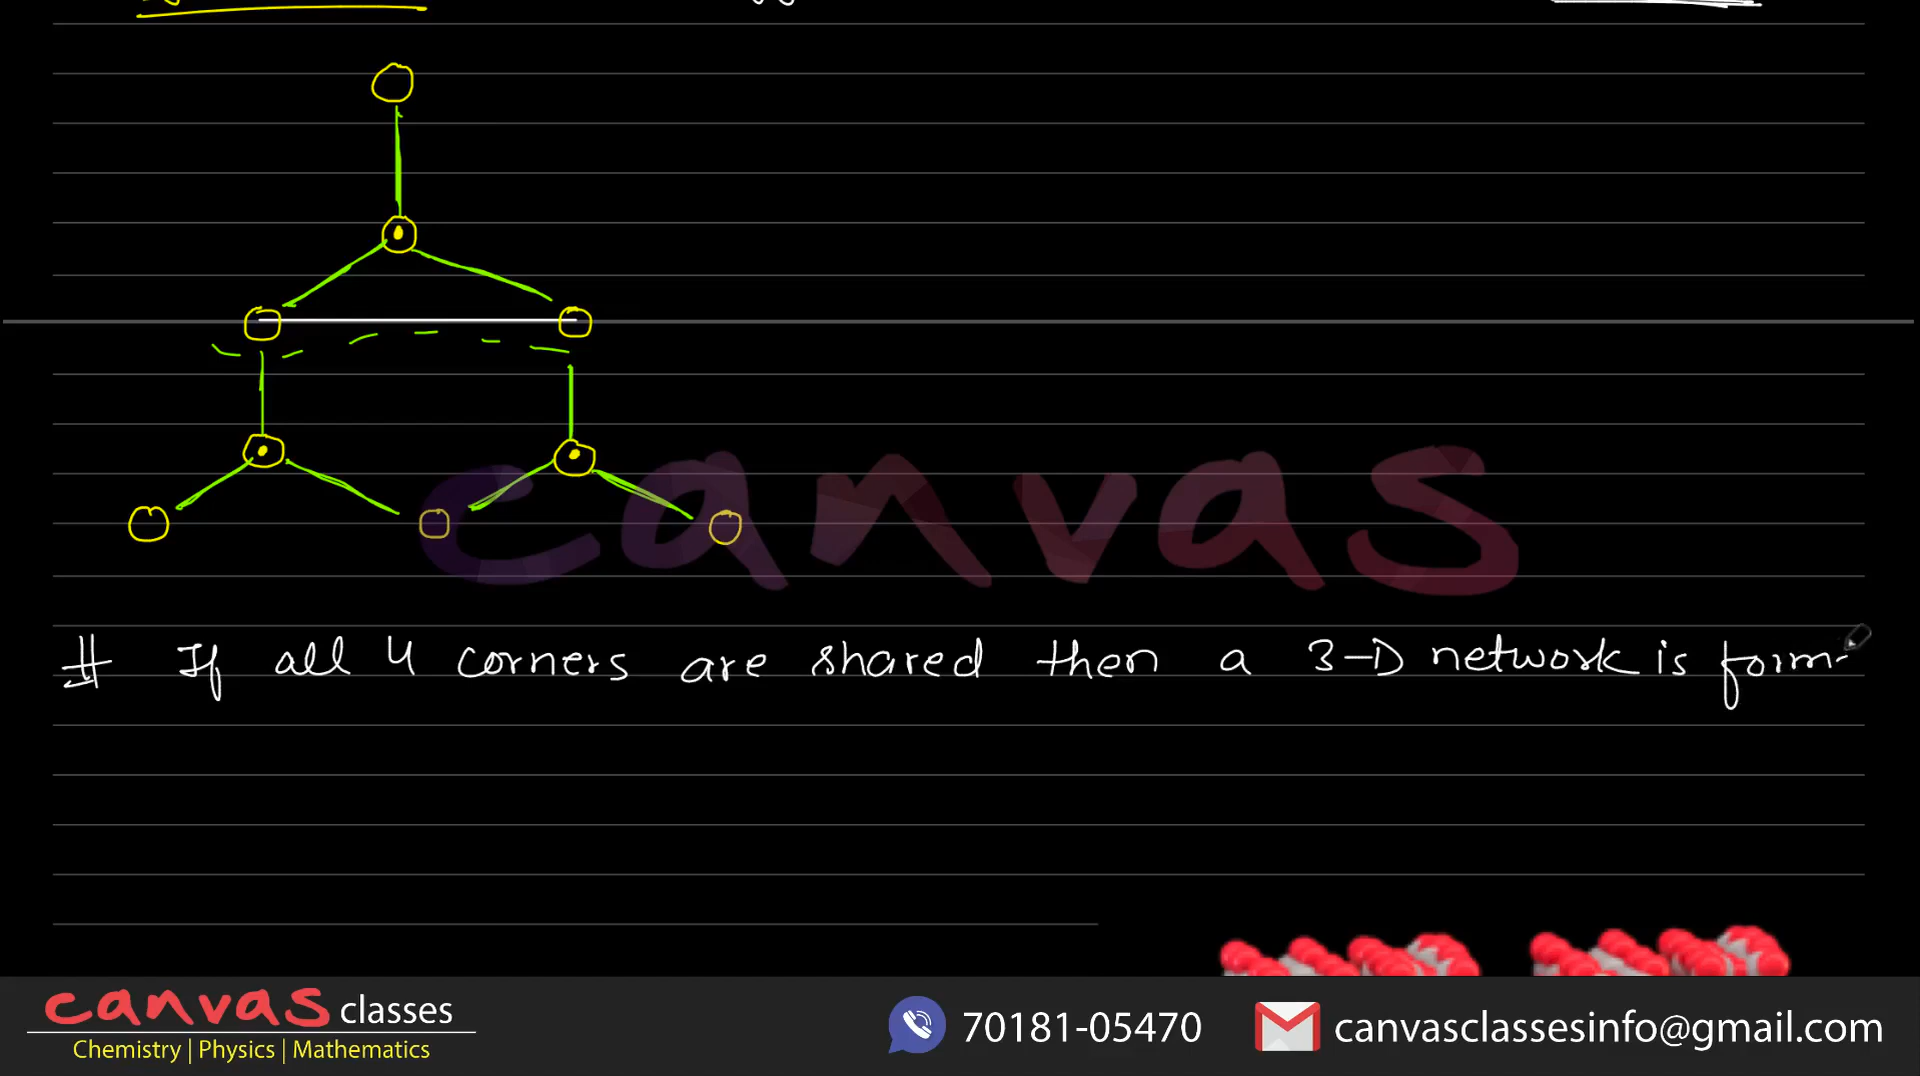 canvas
# If all 4 corners are shared then a 3-D network is form-
canvas classes
Chemistry | Physics | Mathematics
70181-05470
canvasclassesinfo@gmail.com